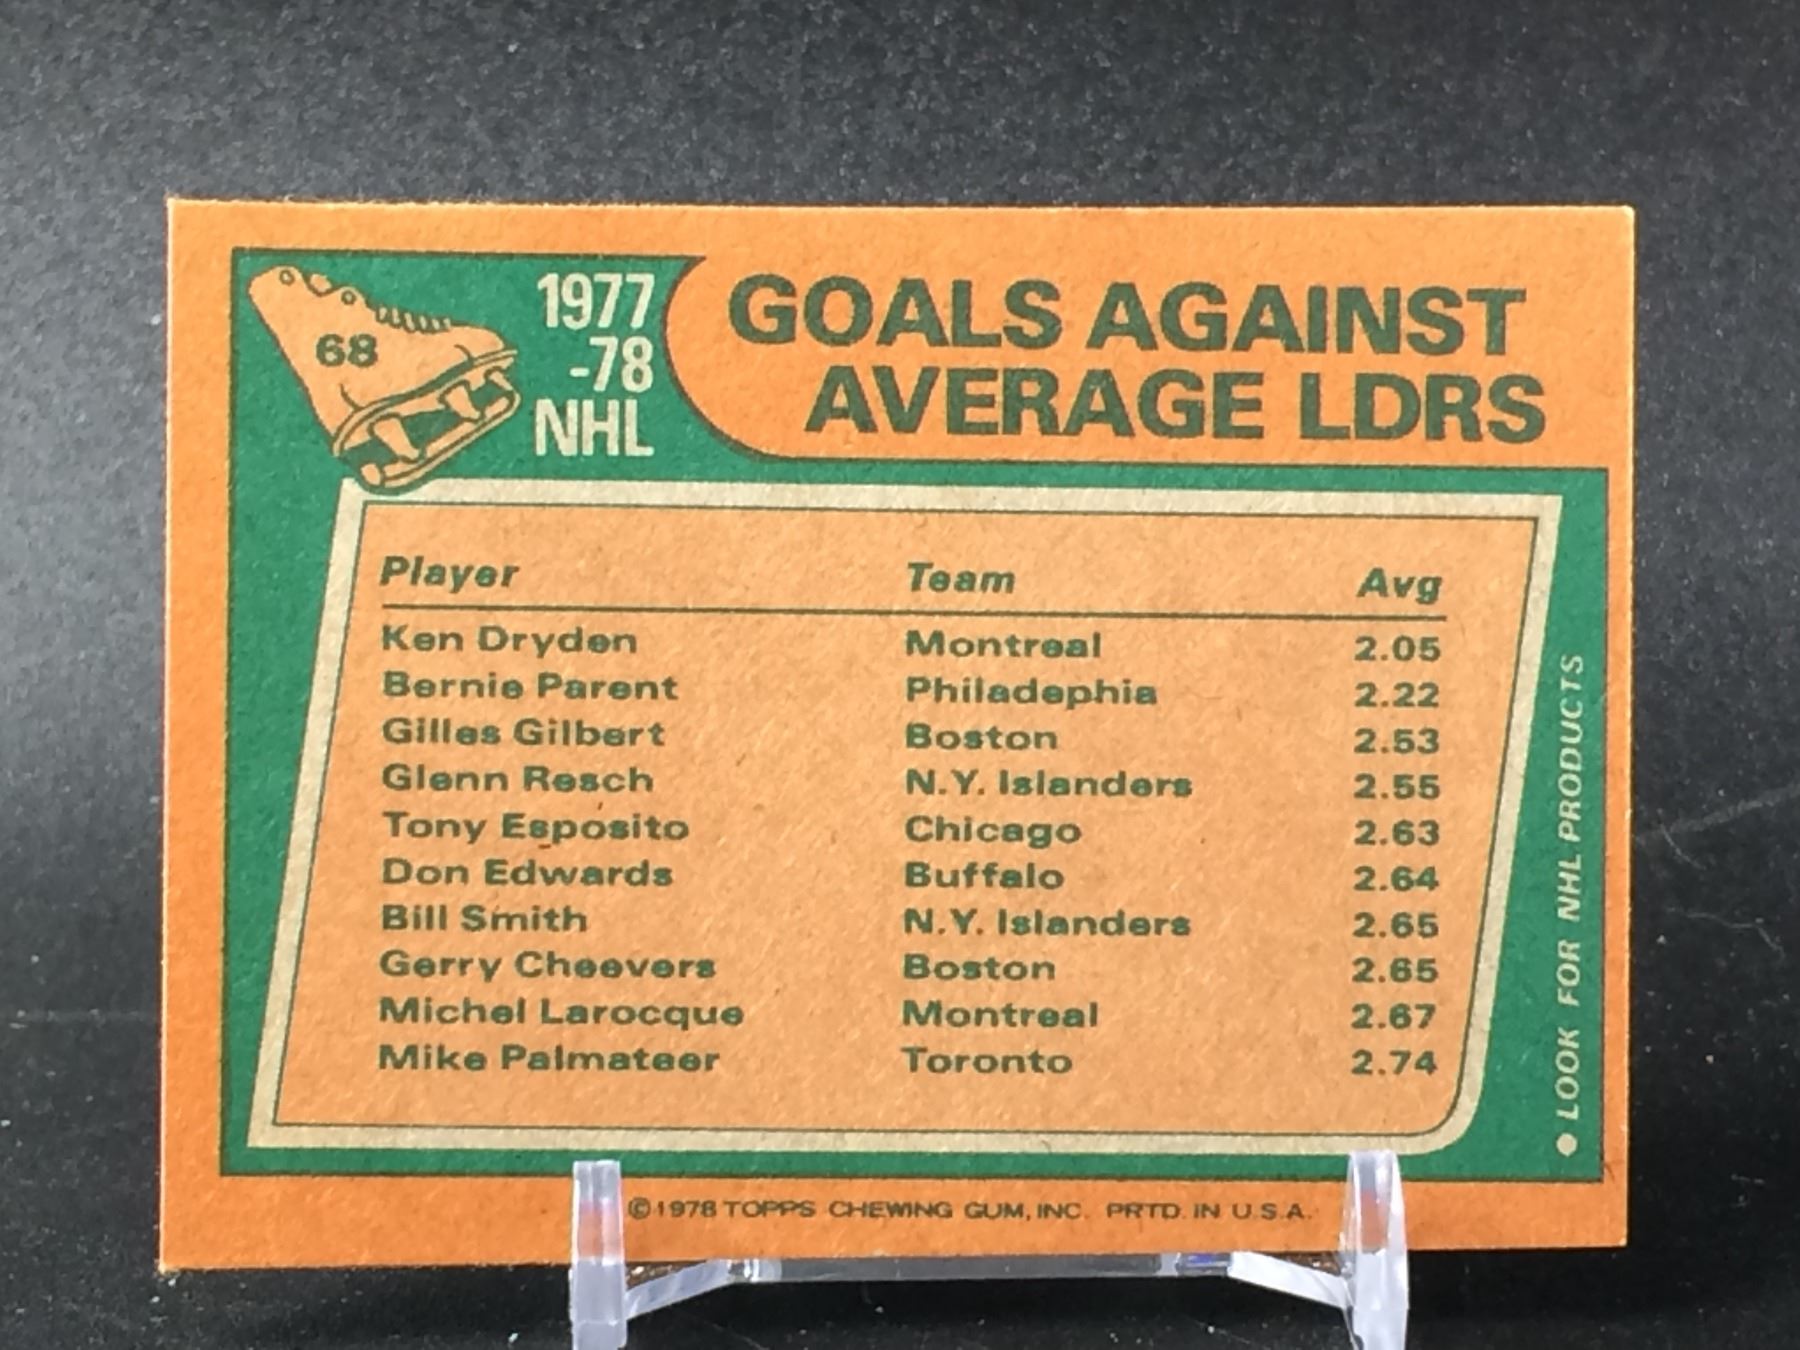 68
1977
-78
NHL
GOALS AGAINST
AVERAGE LDRS
Player Team Avg
Ken Dryden Montreal 2.05
Bernie Parent Philadephia 2.22
Gilles Gilbert Boston 2.53
Glenn Resch N.Y. Islanders 2.55
Tony Esposito Chicago 2.63
Don Edwards Buffalo 2.64
Bill Smith N.Y. Islanders 2.65
Gerry Cheevers Boston 2.65
Michel Larocque Montreal 2.67
Mike Palmateer Toronto 2.74
● LOOK FOR NHL PRODUCTS
©1978 TOPPS CHEWING GUM, INC. PRTD. IN U.S.A.